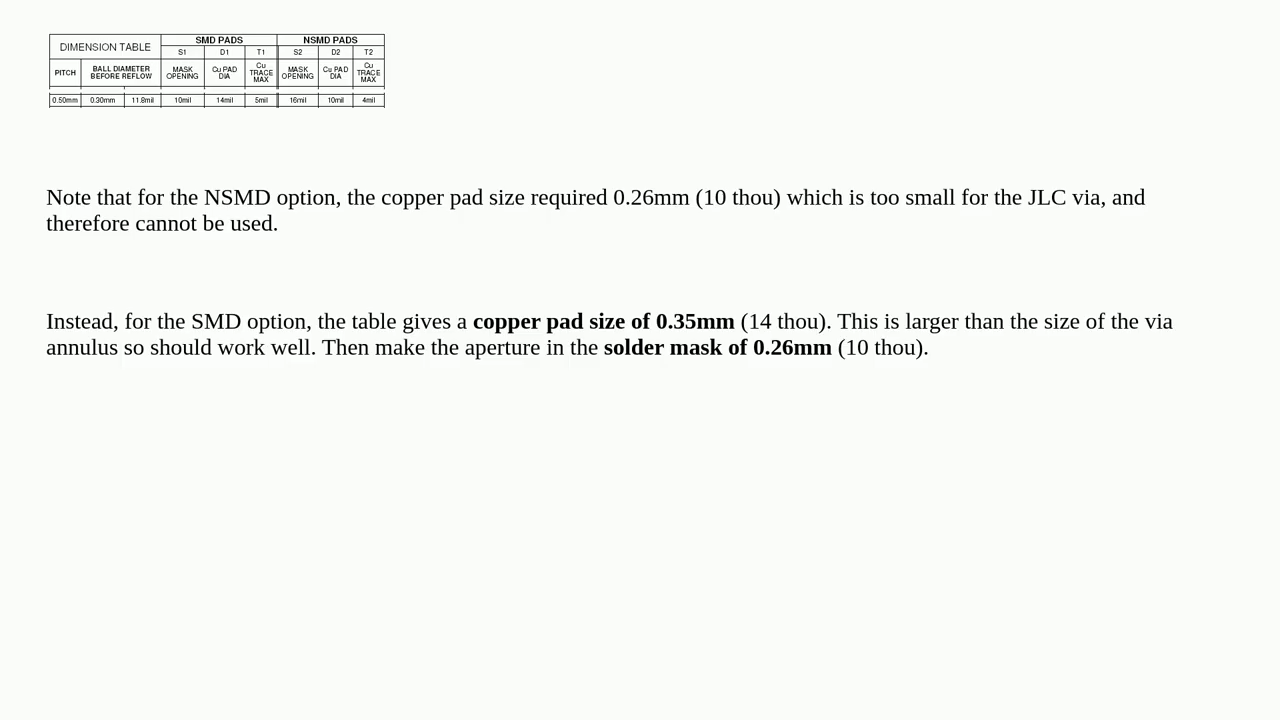 DIMENSION TABLE SMD PADS NSMD PADS
S1 D1 T1 S2 D2 T2
PITCH BALL DIAMETER BEFORE REFLOW MASK OPENING Cu PAD DIA Cu TRACE MAX MASK OPENING Cu PAD DIA Cu TRACE MAX
0.50mm 0.30mm 11.8mil 10mil 14mil 5mil 16mil 10mil 4mil
Note that for the NSMD option, the copper pad size required 0.26mm (10 thou) which is too small for the JLC via, and
therefore cannot be used.
Instead, for the SMD option, the table gives a copper pad size of 0.35mm (14 thou). This is larger than the size of the via
annulus so should work well. Then make the aperture in the solder mask of 0.26mm (10 thou).